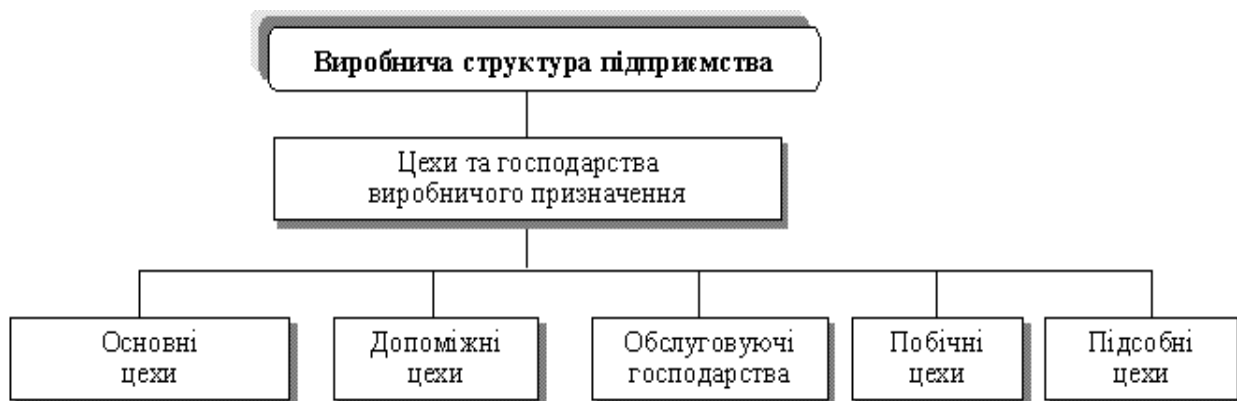 Виробнича структура підприємства
Цехи та господарства
виробничого призначення
Основні
цехи
Допоміжні
цехи
Обслуговуючі
господарства
Побічні
цехи
Підсобні
цехи